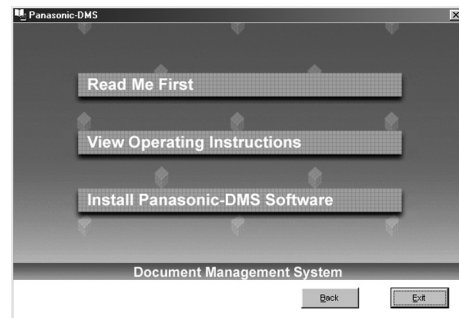 Panasonic-DMS
Read Me First
View Operating Instructions
Install Panasonic-DMS Software
Document Management System
Back
Exit